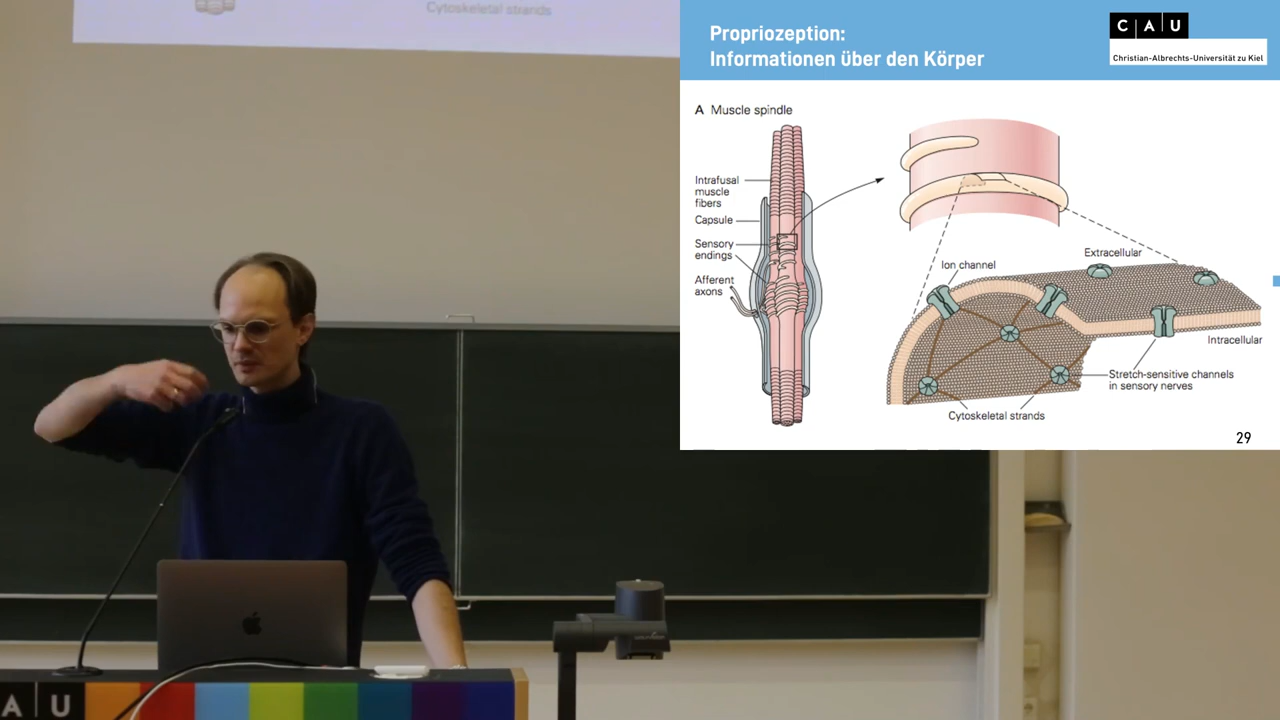 Cytoskeletal strands
Propriozeption:
Informationen über den Körper
C A U
Christian-Albrechts-Universität zu Kiel
A Muscle spindle
Intrafusal
muscle
fibers
Capsule
Sensory
endings
Afferent
axons
Ion channel
Extracellular
Intracellular
Stretch-sensitive channels
in sensory nerves
Cytoskeletal strands
29
A U